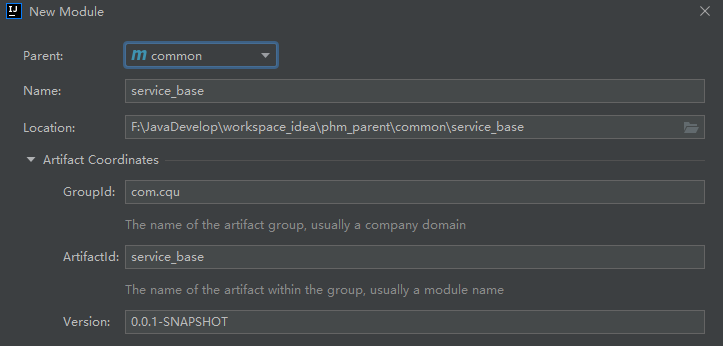 New Module
Parent: m common
Name: service_base
Location: F:\JavaDevelop\workspace_idea\phm_parent\common\service_base
Artifact Coordinates
GroupId: com.cqu
The name of the artifact group, usually a company domain
ArtifactId: service_base
The name of the artifact within the group, usually a module name
Version: 0.0.1-SNAPSHOT